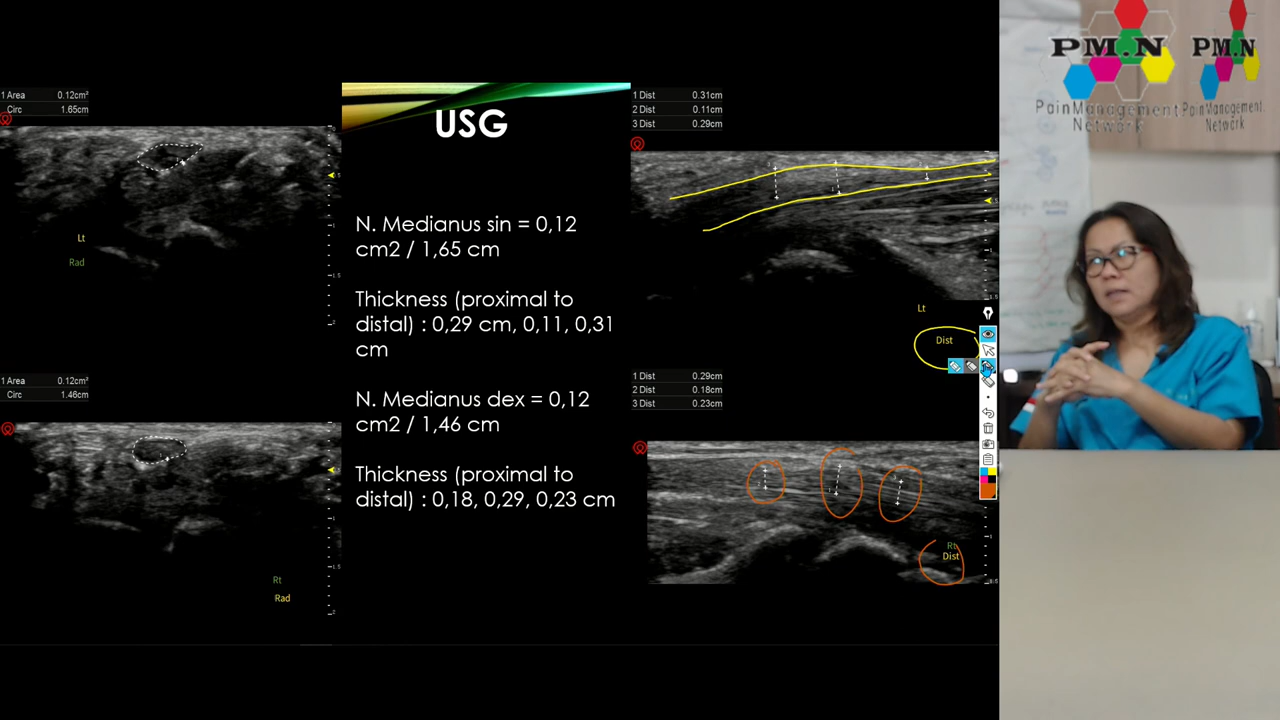 1 Area 0.12cm²
Circ 1.65cm
Lt
Rad
1 Area 0.12cm²
Circ 1.46cm
Rt
Rad
USG
N. Medianus sin = 0,12
cm2 / 1,65 cm
Thickness (proximal to
distal) : 0,29 cm, 0,11, 0,31
cm
N. Medianus dex = 0,12
cm2 / 1,46 cm
Thickness (proximal to
distal) : 0,18, 0,29, 0,23 cm
1 Dist 0.31cm
2 Dist 0.11cm
3 Dist 0.29cm
Lt
Dist
1 Dist 0.29cm
2 Dist 0.18cm
3 Dist 0.23cm
Rt
Dist
PM.N
Pain Management
Network
PM.N
Pain Management
Network